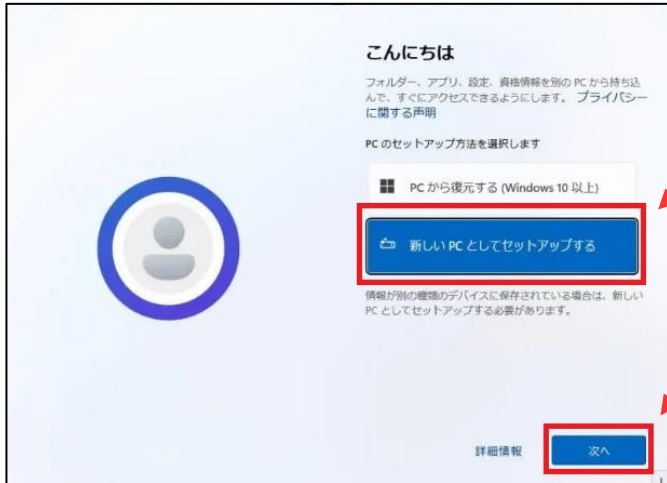 こんにちは
フォルダー、アプリ、設定、資格情報を別の PC から持ち込
んで、すぐにアクセスできるようにします。 プライバシー
に関する声明
PC のセットアップ方法を選択します
PC から復元する (Windows 10 以上)
新しい PC としてセットアップする
情報が別の種類のデバイスに保存されている場合は、新しい
PC としてセットアップする必要があります。
詳細情報
次へ